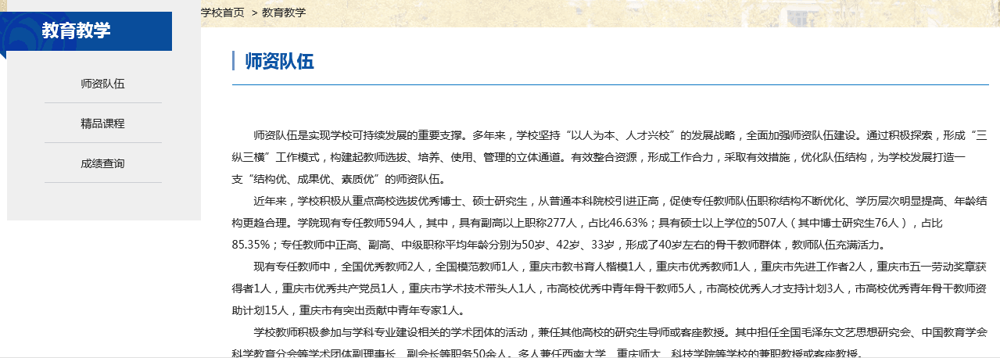 学校首页 > 教育教学
教育教学
师资队伍
精品课程
成绩查询
师资队伍
师资队伍是实现学校可持续发展的重要支撑。多年来，学校坚持“以人为本、人才兴校”的发展战略，全面加强师资队伍建设。通过积极探索，形成“三
纵三横”工作模式，构建起教师选拔、培养、使用、管理的立体通道。有效整合资源，形成工作合力，采取有效措施，优化队伍结构，为学校发展打造一
支“结构优、成果优、素质优”的师资队伍。
近年来，学校积极从重点高校选拔优秀博士、硕士研究生，从普通本科院校引进正高，促使专任教师队伍职称结构不断优化、学历层次明显提高、年龄结
构更趋合理。学院现有专任教师594人，其中，具有副高以上职称277人，占比46.63%；具有硕士以上学位的507人（其中博士研究生76人），占比
85.35%；专任教师中正高、副高、中级职称平均年龄分别为50岁、42岁、33岁，形成了40岁左右的骨干教师群体，教师队伍充满活力。
现有专任教师中，全国优秀教师2人，全国模范教师1人，重庆市教书育人楷模1人，重庆市优秀教师1人，重庆市先进工作者2人，重庆市五一劳动奖章获
得者1人，重庆市优秀共产党员1人，重庆市学术技术带头人1人，市高校优秀中青年骨干教师5人，市高校优秀人才支持计划3人，市高校优秀青年骨干教师资
助计划15人，重庆市有突出贡献中青年专家1人。
学校教师积极参加与学科专业建设相关的学术团体的活动，兼任其他高校的研究生导师或客座教授。其中担任全国毛泽东文艺思想研究会、中国教育学会
科学教育分会等学术团体副理事长、副会长等职务50余人。多人兼任西南大学、重庆师大、科技学院等学校的兼职教授或客座教授。